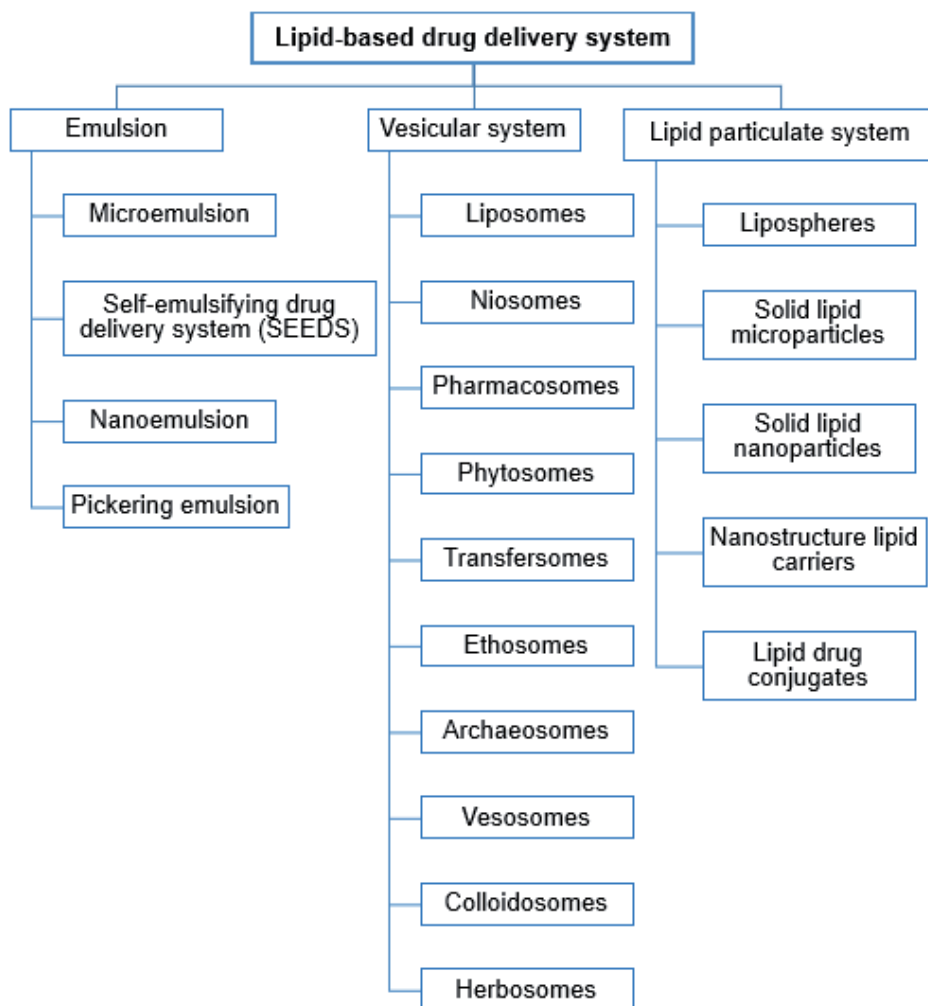 Lipid-based drug delivery system
Emulsion
Microemulsion
Self-emulsifying drug
delivery system (SEEDS)
Nanoemulsion
Pickering emulsion
Vesicular system
Liposomes
Niosomes
Pharmacosomes
Phytosomes
Transfersomes
Ethosomes
Archaeosomes
Vesosomes
Colloidosomes
Herbosomes
Lipid particulate system
Lipospheres
Solid lipid
microparticles
Solid lipid
nanoparticles
Nanostructure lipid
carriers
Lipid drug
conjugates